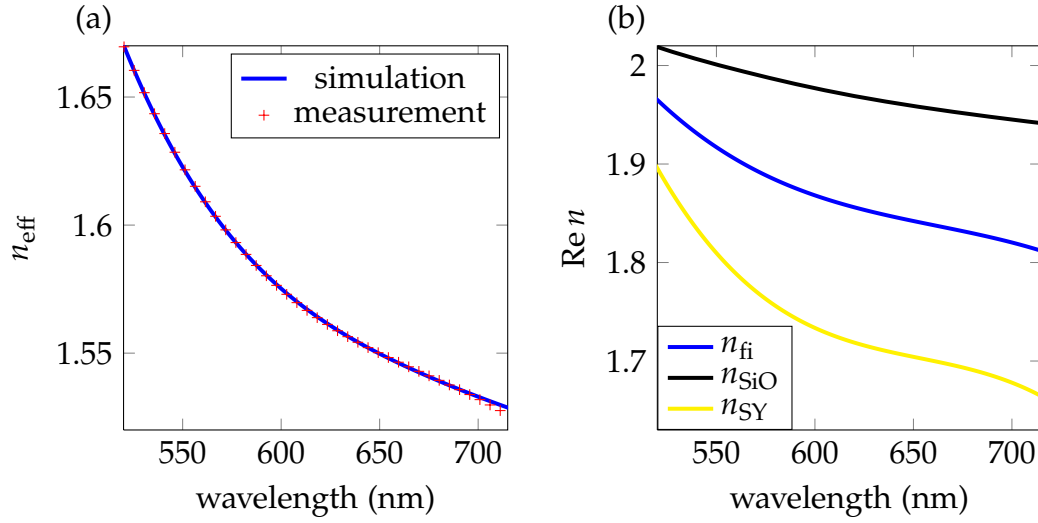 (a)
n_eff
1.65
1.6
1.55
simulation
measurement
550 600 650 700
wavelength (nm)
(b)
Re n
2
1.9
1.8
1.7
n_fi
n_SiO
n_SY
550 600 650 700
wavelength (nm)